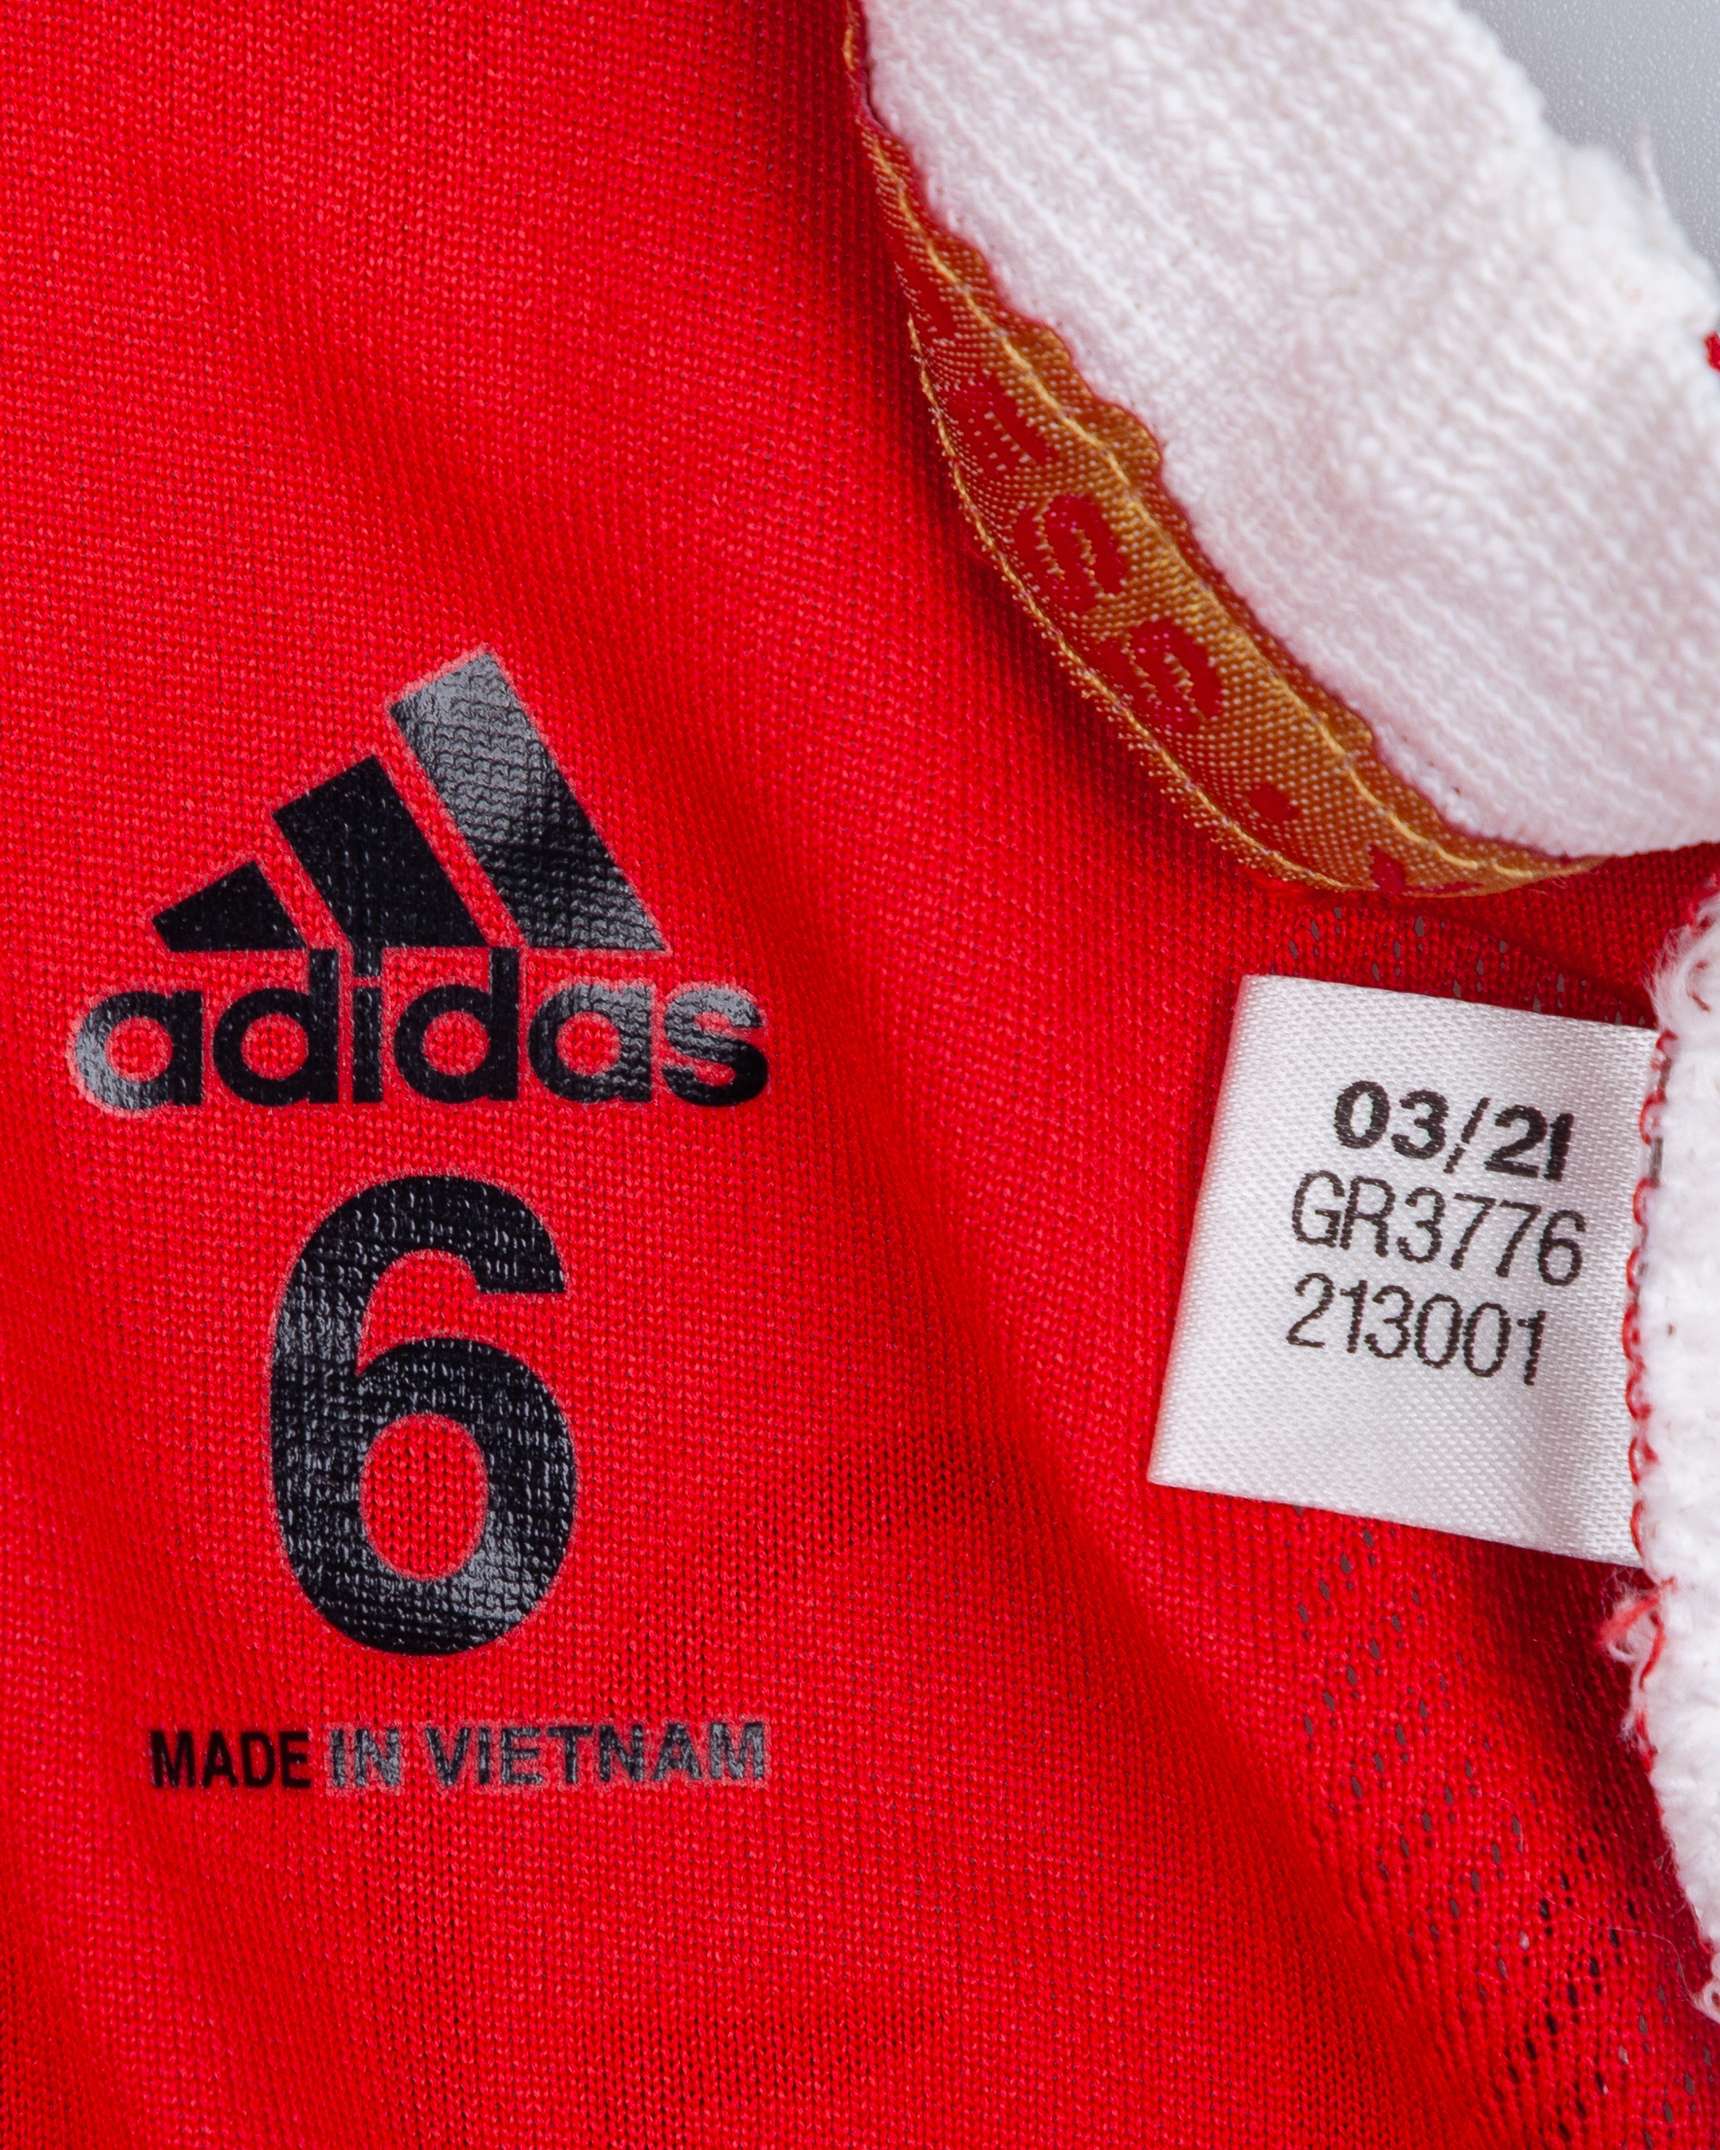 adidas
6
MADE IN VIETNAM
03/21
GR3776
213001